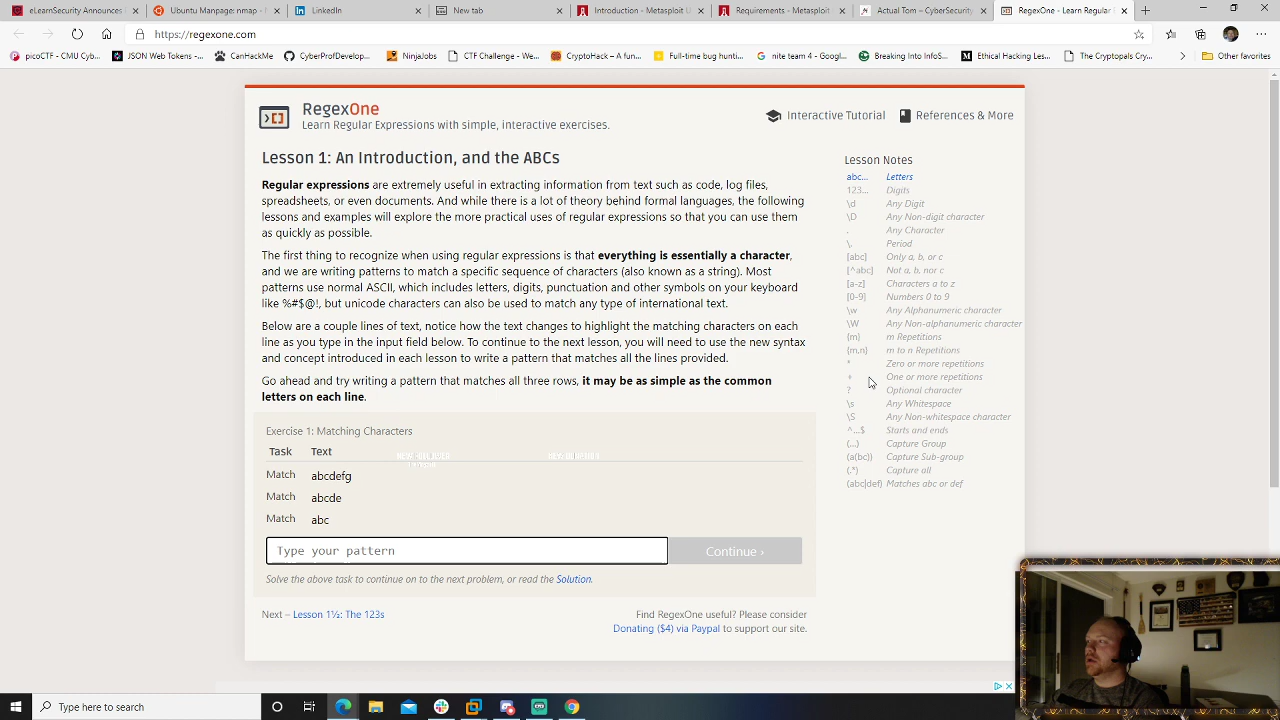 eLearnSecurity Announces
Ubuntu Manpage: nmap -
LinkedIn
New tab
Introduction - Metasploit U
Requirements - Metasploit
Actual Tom – CyberSecurity
RegexOne - Learn Regular E
https://regexone.com
picoCTF - CMU Cyb...
JSON Web Tokens -...
CanHaMo
CyberProfDevelopm...
Ninjajobs
CTF Challenge - We...
CryptoHack – A fun...
Full-time bug bount...
nite team 4 - Googl...
Breaking Into InfoS...
Ethical Hacking Less...
The Cryptopals Cry...
Other favorites
RegexOne
Learn Regular Expressions with simple, interactive exercises.
Interactive Tutorial
References & More
Lesson 1: An Introduction, and the ABCs
Regular expressions are extremely useful in extracting information from text such as code, log files,
spreadsheets, or even documents. And while there is a lot of theory behind formal languages, the following
lessons and examples will explore the more practical uses of regular expressions so that you can use them
as quickly as possible.
The first thing to recognize when using regular expressions is that everything is essentially a character,
and we are writing patterns to match a specific sequence of characters (also known as a string). Most
patterns use normal ASCII, which includes letters, digits, punctuation and other symbols on your keyboard
like %#$@!, but unicode characters can also be used to match any type of international text.
Below are a couple lines of text, notice how the text changes to highlight the matching characters on each
line as you type in the input field below. To continue to the next lesson, you will need to use the new syntax
and concept introduced in each lesson to write a pattern that matches all the lines provided.
Go ahead and try writing a pattern that matches all three rows, it may be as simple as the common
letters on each line.
Exercise 1: Matching Characters
Task Text
Match abcdefg
Match abcde
Match abc
Type your pattern
Continue ›
Solve the above task to continue on to the next problem, or read the Solution.
Next – Lesson 1½: The 123s
Find RegexOne useful? Please consider
Donating ($4) via Paypal to support our site.
Lesson Notes
abc... Letters
123... Digits
\d Any Digit
\D Any Non-digit character
. Any Character
\. Period
[abc] Only a, b, or c
[^abc] Not a, b, nor c
[a-z] Characters a to z
[0-9] Numbers 0 to 9
\w Any Alphanumeric character
\W Any Non-alphanumeric character
{m} m Repetitions
{m,n} m to n Repetitions
* Zero or more repetitions
+ One or more repetitions
? Optional character
\s Any Whitespace
\S Any Non-whitespace character
^...$ Starts and ends
(...) Capture Group
(a(bc)) Capture Sub-group
(.*) Capture all
(abc|def) Matches abc or def
Type here to search